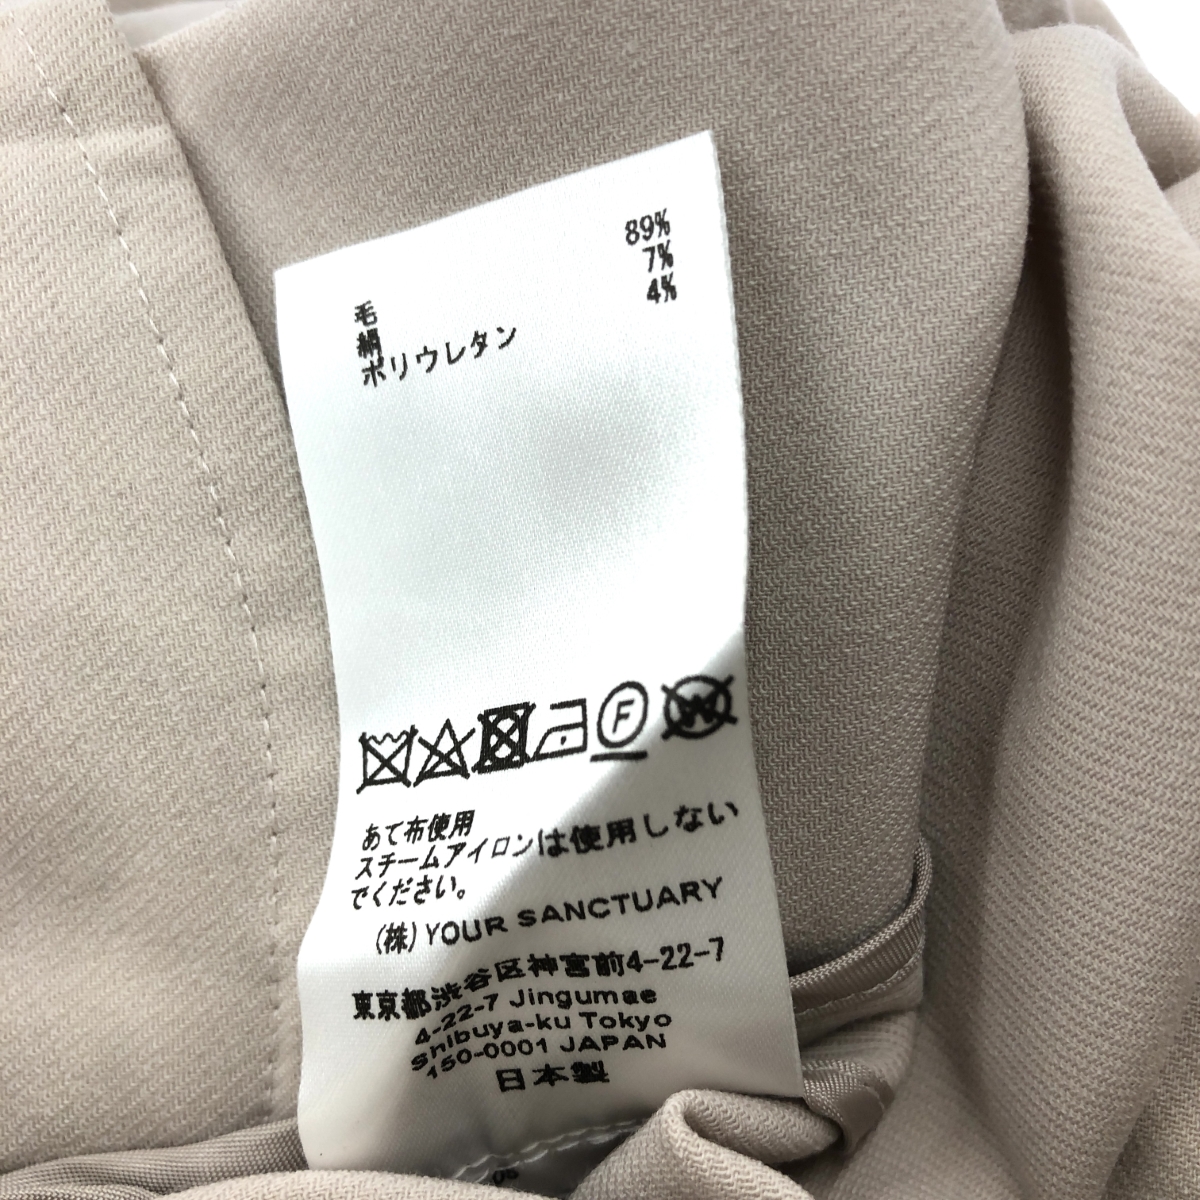 毛 89%
絹 7%
ポリウレタン 4%
F
W
あて布使用
スチームアイロンは使用しない
でください。
(株) YOUR SANCTUARY
東京都渋谷区神宮前4-22-7
4-22-7 Jingumae
Shibuya-ku Tokyo
150-0001 JAPAN
日本製